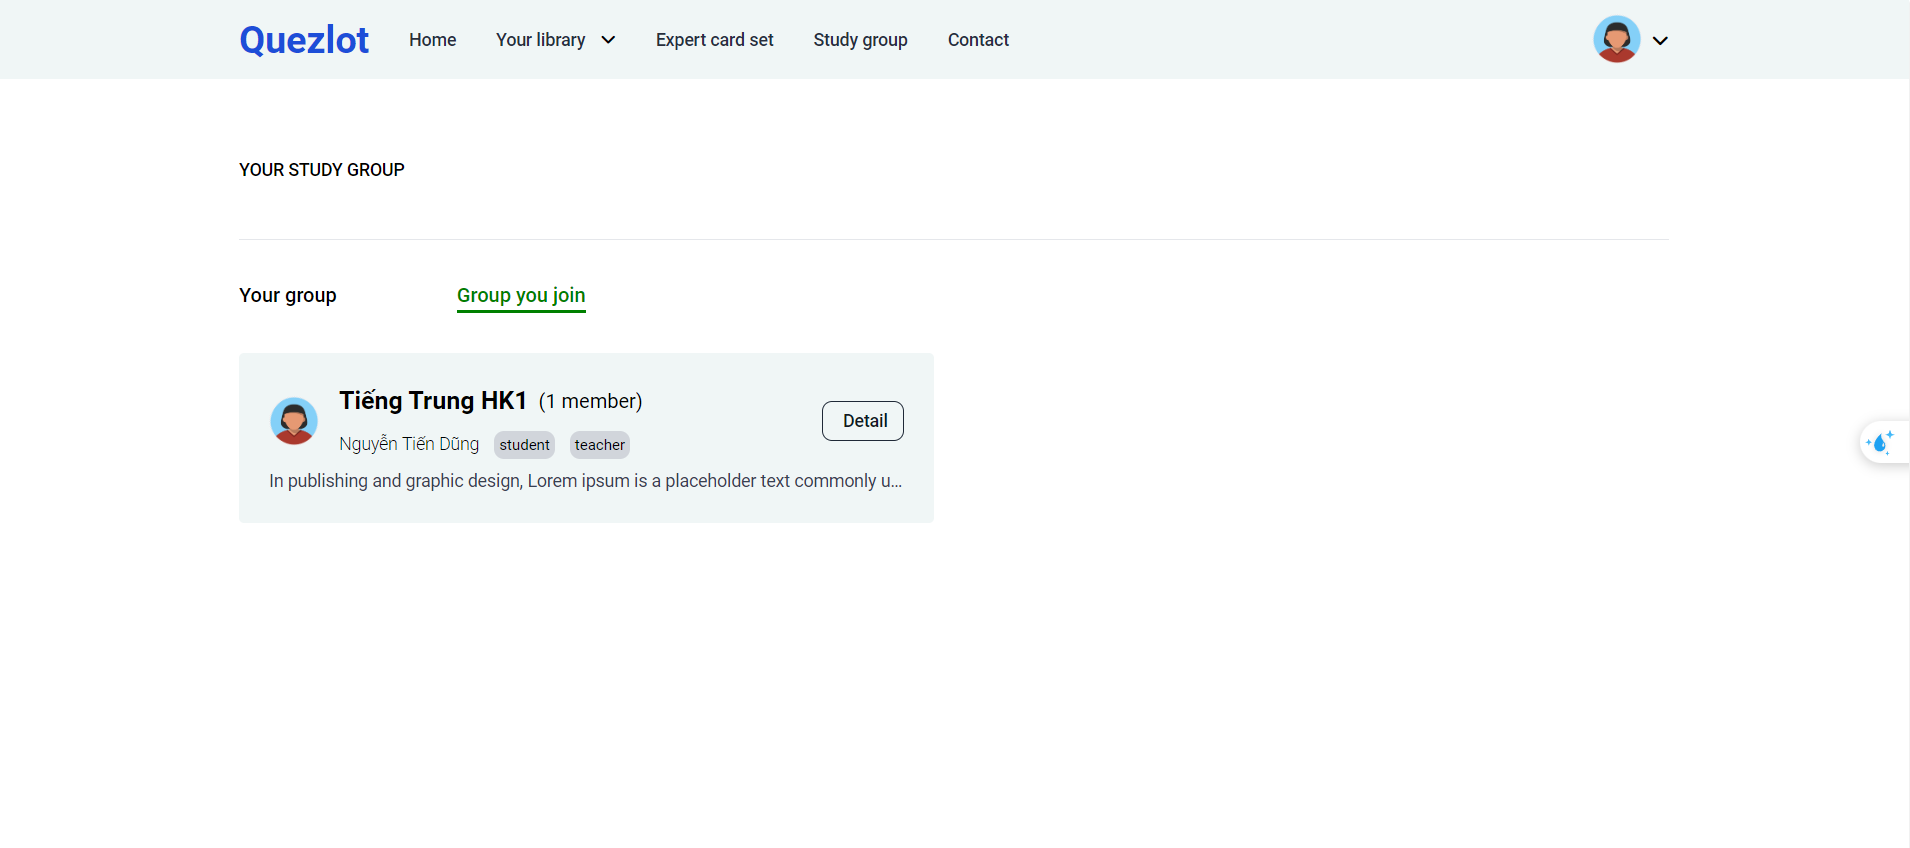 Quezlot Home Your library Expert card set Study group Contact
YOUR STUDY GROUP
Your group Group you join
Tiếng Trung HK1 (1 member)
Detail
Nguyễn Tiến Dũng student teacher
In publishing and graphic design, Lorem ipsum is a placeholder text commonly u...